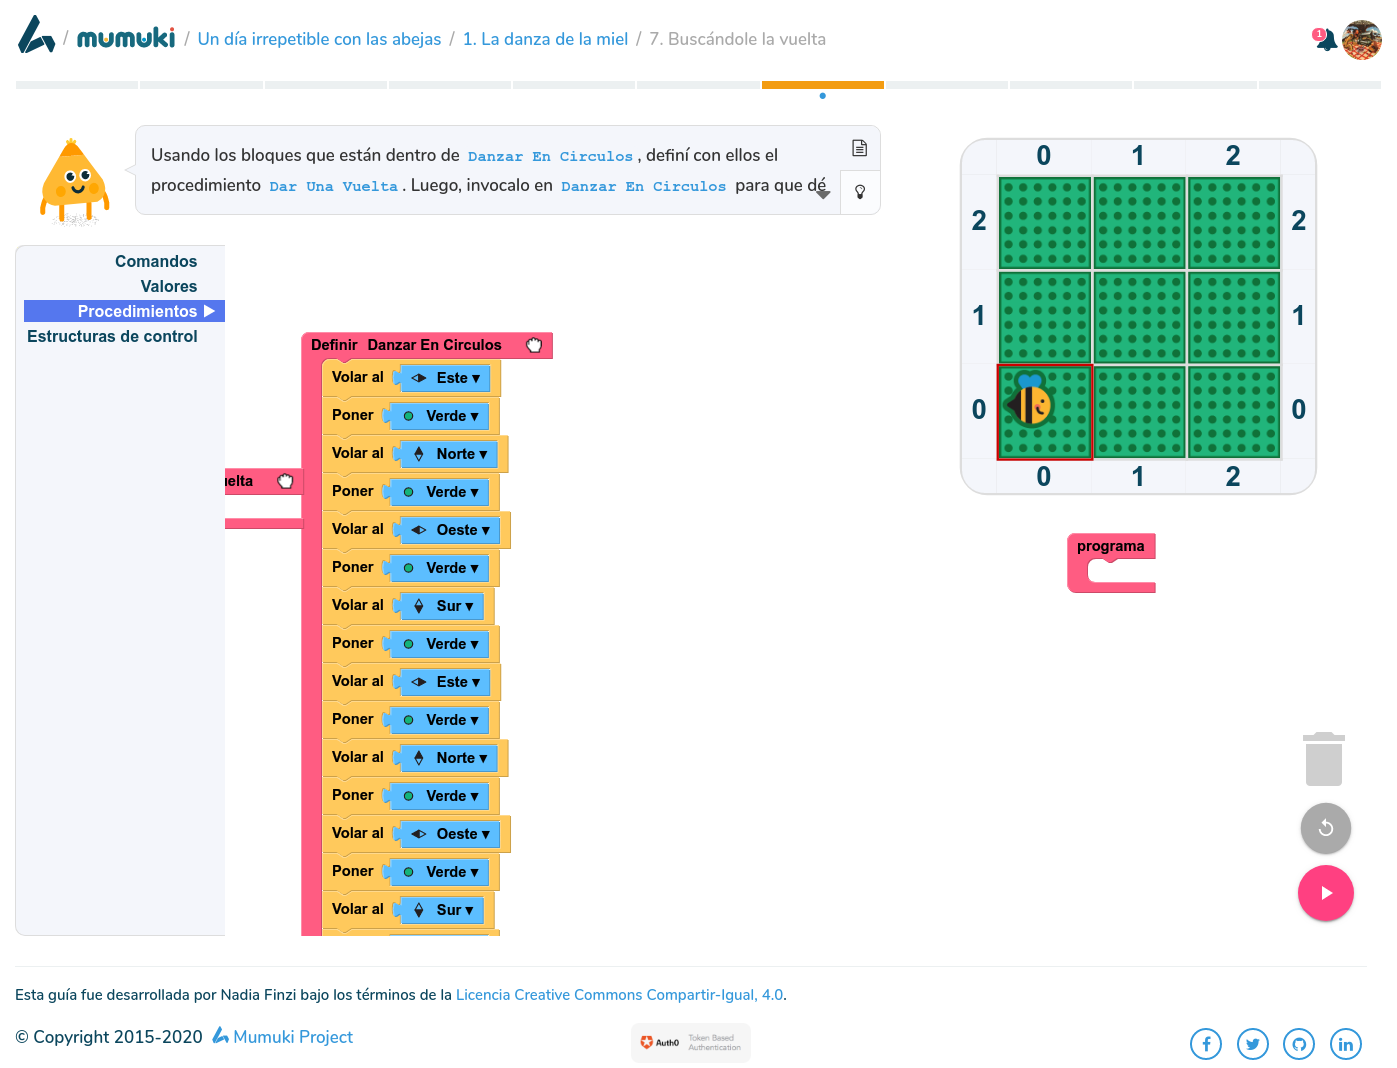 / mumuki / Un día irrepetible con las abejas / 1. La danza de la miel / 7. Buscándole la vuelta
1
Usando los bloques que están dentro de Danzar En Circulos, definí con ellos el
procedimiento Dar Una Vuelta. Luego, invocalo en Danzar En Circulos para que dé
Comandos
Valores
Procedimientos
Estructuras de control
uelta
Definir Danzar En Circulos
Volar al Este ▾
Poner Verde ▾
Volar al Norte ▾
Poner Verde ▾
Volar al Oeste ▾
Poner Verde ▾
Volar al Sur ▾
Poner Verde ▾
Volar al Este ▾
Poner Verde ▾
Volar al Norte ▾
Poner Verde ▾
Volar al Oeste ▾
Poner Verde ▾
Volar al Sur ▾
0 1 2
2 2
1 1
0 0
0 1 2
programa
Esta guía fue desarrollada por Nadia Finzi bajo los términos de la Licencia Creative Commons Compartir-Igual, 4.0.
© Copyright 2015-2020 Mumuki Project
Auth0 Token Based
Authentication